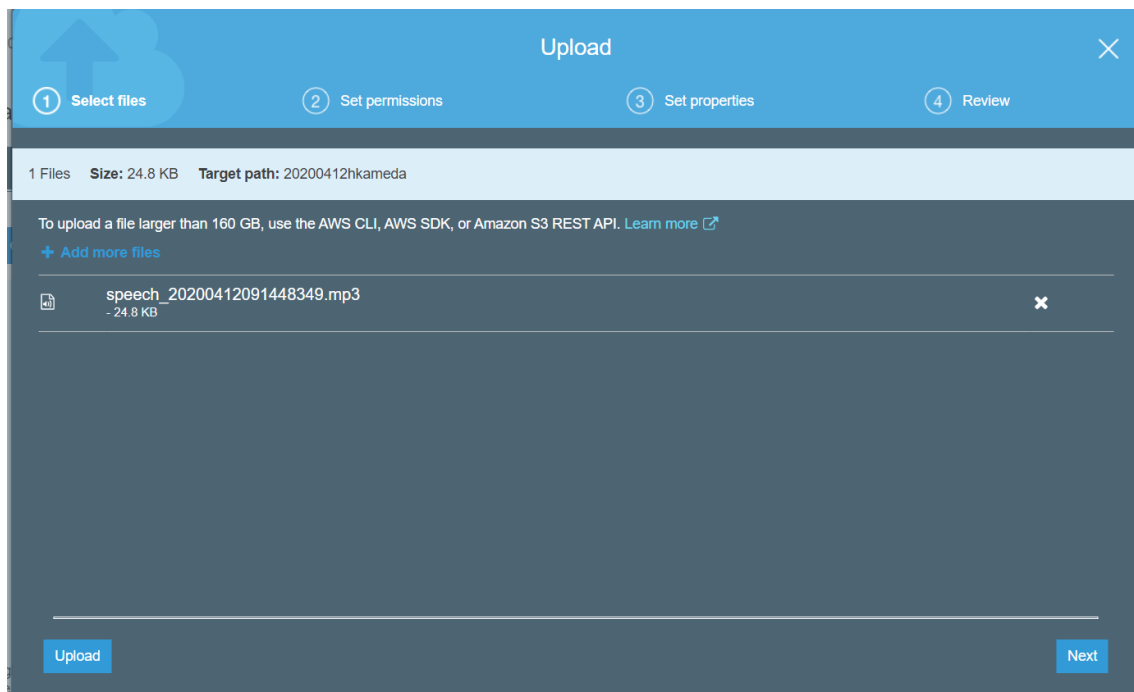 Upload
1 Select files 2 Set permissions 3 Set properties 4 Review
1 Files Size: 24.8 KB Target path: 20200412hkameda
To upload a file larger than 160 GB, use the AWS CLI, AWS SDK, or Amazon S3 REST API. Learn more
Add more files
speech_20200412091448349.mp3
- 24.8 KB
Upload Next